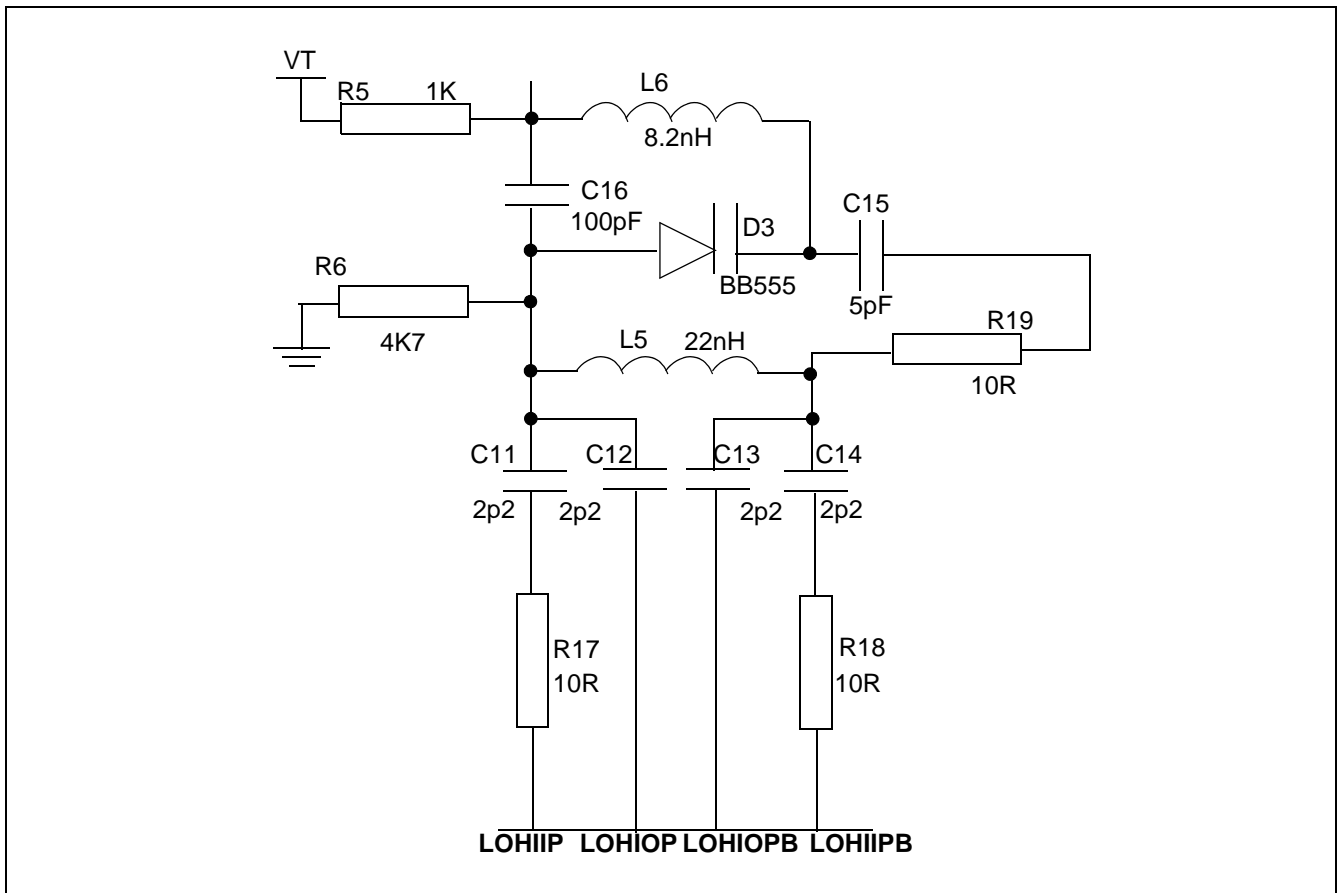 VT
R5 1K
L6
8.2nH
C16
100pF
D3
BB555
C15
5pF
R6
4K7
R19
10R
L5 22nH
C11 C12 C13 C14
2p2 2p2 2p2 2p2
R17
10R
R18
10R
LOHIIP LOHIOP LOHIOPB LOHIIPB